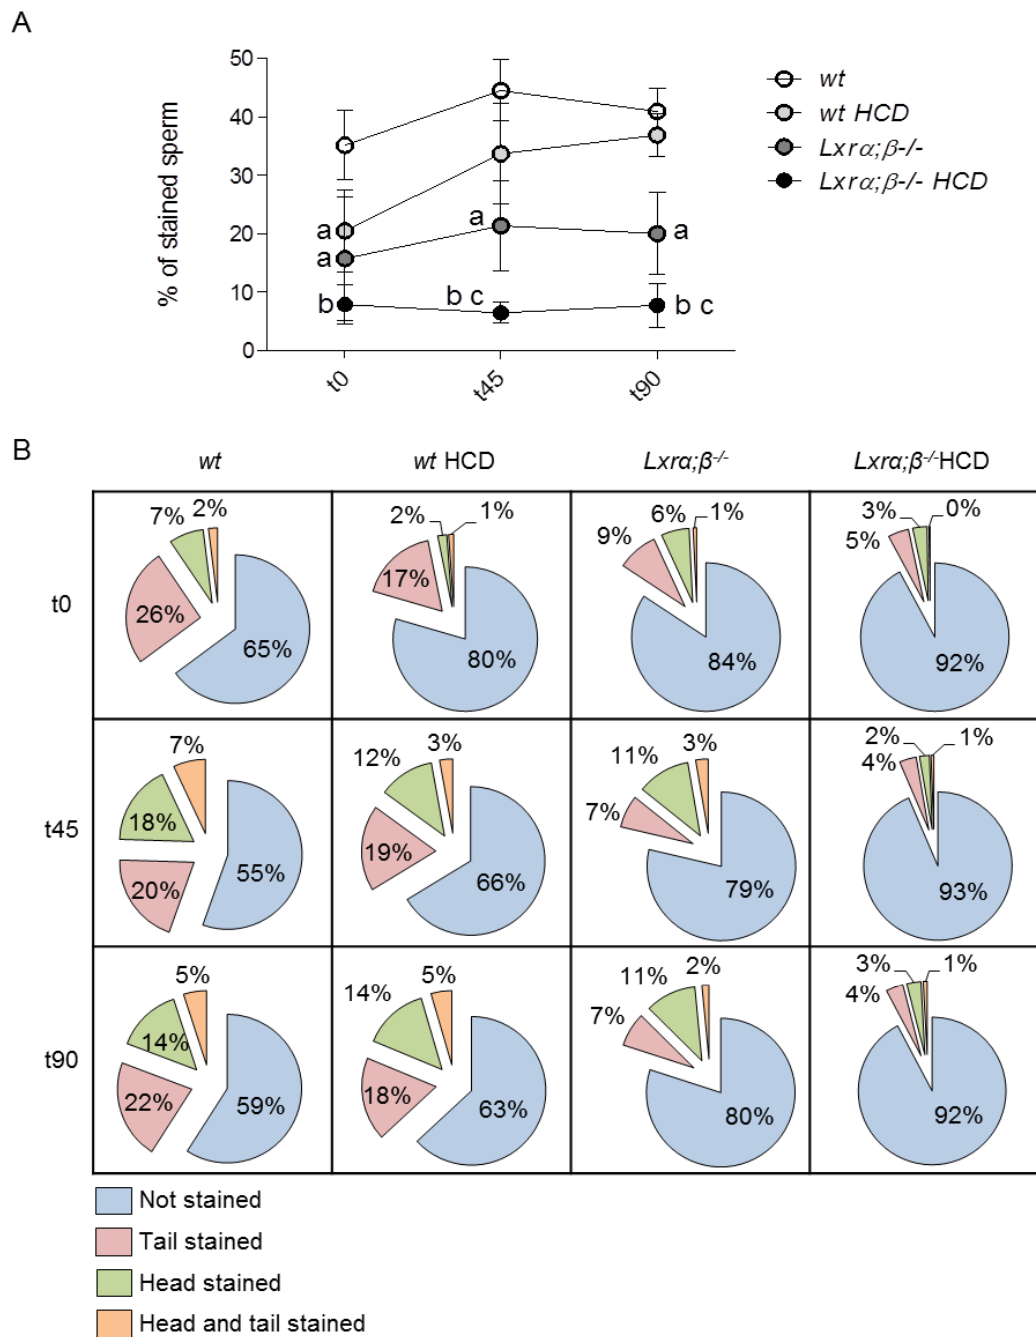 A
50
40
30
20
10
0
% of stained sperm
a
a
b
a
b c
a
b c
t0
t45
t90
wt
wt HCD
Lxrα;β-/-
Lxrα;β-/- HCD
B
wt
wt HCD
Lxrα;β-/-
Lxrα;β-/-HCD
t0
7% 2%
26%
65%
2% 1%
17%
80%
9% 6% 1%
84%
5% 3% 0%
92%
t45
7%
18%
20%
55%
12% 3%
19%
66%
7% 11% 3%
79%
4% 2% 1%
93%
t90
5%
14%
22%
59%
14% 5%
18%
63%
7% 11% 2%
80%
4% 3% 1%
92%
Not stained
Tail stained
Head stained
Head and tail stained